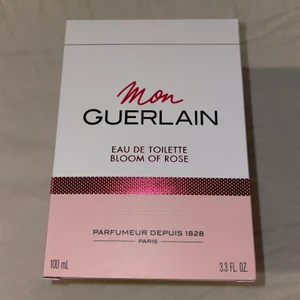 Mon
GUERLAIN
EAU DE TOILETTE
BLOOM OF ROSE
PARFUMEUR DEPUIS 1828
PARIS
100 mL 3.3 FL. OZ.